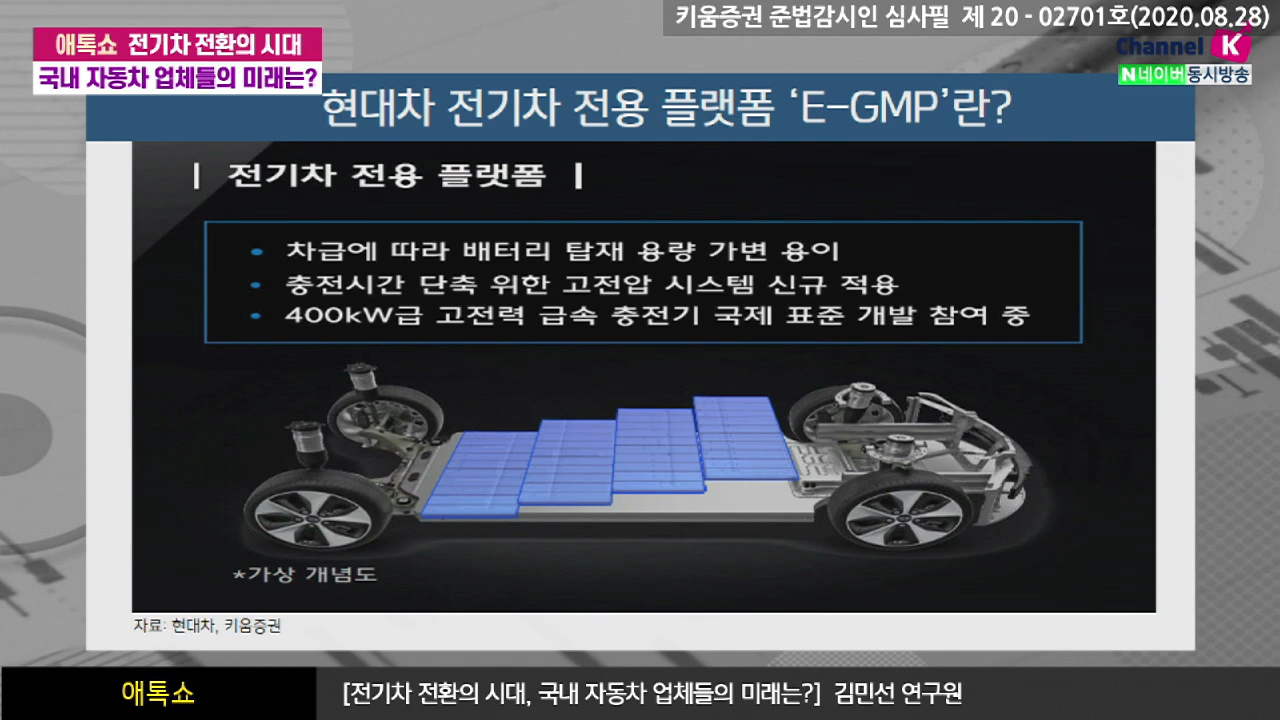 키움증권 준법감시인 심사필 제 20 - 02701호(2020.08.28)
애톡쇼 전기차 전환의 시대
국내 자동차 업체들의 미래는?
Channel K
N네이버동시방송
현대차 전기차 전용 플랫폼 ‘E-GMP’란?
| 전기차 전용 플랫폼 |
• 차급에 따라 배터리 탑재 용량 가변 용이
• 충전시간 단축 위한 고전압 시스템 신규 적용
• 400kW급 고전력 급속 충전기 국제 표준 개발 참여 중
*가상 개념도
자료: 현대차, 키움증권
애톡쇼
[전기차 전환의 시대, 국내 자동차 업체들의 미래는?] 김민선 연구원